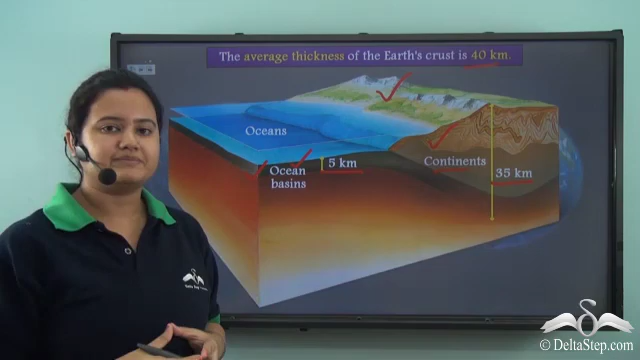 The average thickness of the Earth's crust is 40 km.
Oceans
Ocean
basins
5 km
Continents
35 km
© DeltaStep.com